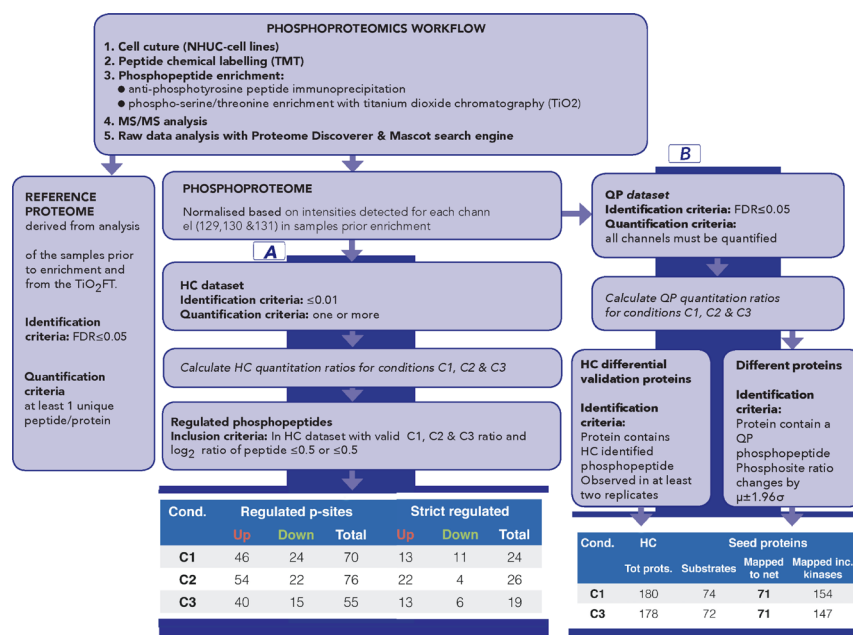 PHOSPHOPROTEOMICS WORKFLOW
1. Cell cuture (NHUC-cell lines)
2. Peptide chemical labelling (TMT)
3. Phosphopeptide enrichment:
● anti-phosphotyrosine peptide immunoprecipitation
● phospho-serine/threonine enrichment with titanium dioxide chromatography (TiO2)
4. MS/MS analysis
5. Raw data analysis with Proteome Discoverer & Mascot search engine
REFERENCE
PROTEOME
derived from analysis
of the samples prior
to enrichment and
from the TiO₂FT.
Identification
criteria: FDR≤0.05
Quantification
criteria
at least 1 unique
peptide/protein
PHOSPHOPROTEOME
Normalised based on intensities detected for each chann
el (129,130 &131) in samples prior enrichment
A
HC dataset
Identification criteria: ≤0.01
Quantification criteria: one or more
Calculate HC quantitation ratios for conditions C1, C2 & C3
Regulated phosphopeptides
Inclusion criteria: In HC dataset with valid C1, C2 & C3 ratio and
log₂ ratio of peptide ≤0.5 or ≤0.5
Cond. Regulated p-sites Strict regulated
Up Down Total Up Down Total
C1 46 24 70 13 11 24
C2 54 22 76 22 4 26
C3 40 15 55 13 6 19
B
QP dataset
Identification criteria: FDR≤0.05
Quantification criteria:
all channels must be quantified
Calculate QP quantitation ratios
for conditions C1, C2 & C3
HC differential
validation proteins
Identification
criteria:
Protein contains
HC identified
phosphopeptide
Observed in at least
two replicates
Different proteins
Identification
criteria:
Protein contain a
QP
phosphopeptide
Phosphosite ratio
changes by
μ±1.96σ
Cond. HC Seed proteins
Tot prots. Substrates Mapped to net Mapped inc. kinases
C1 180 74 71 154
C3 178 72 71 147